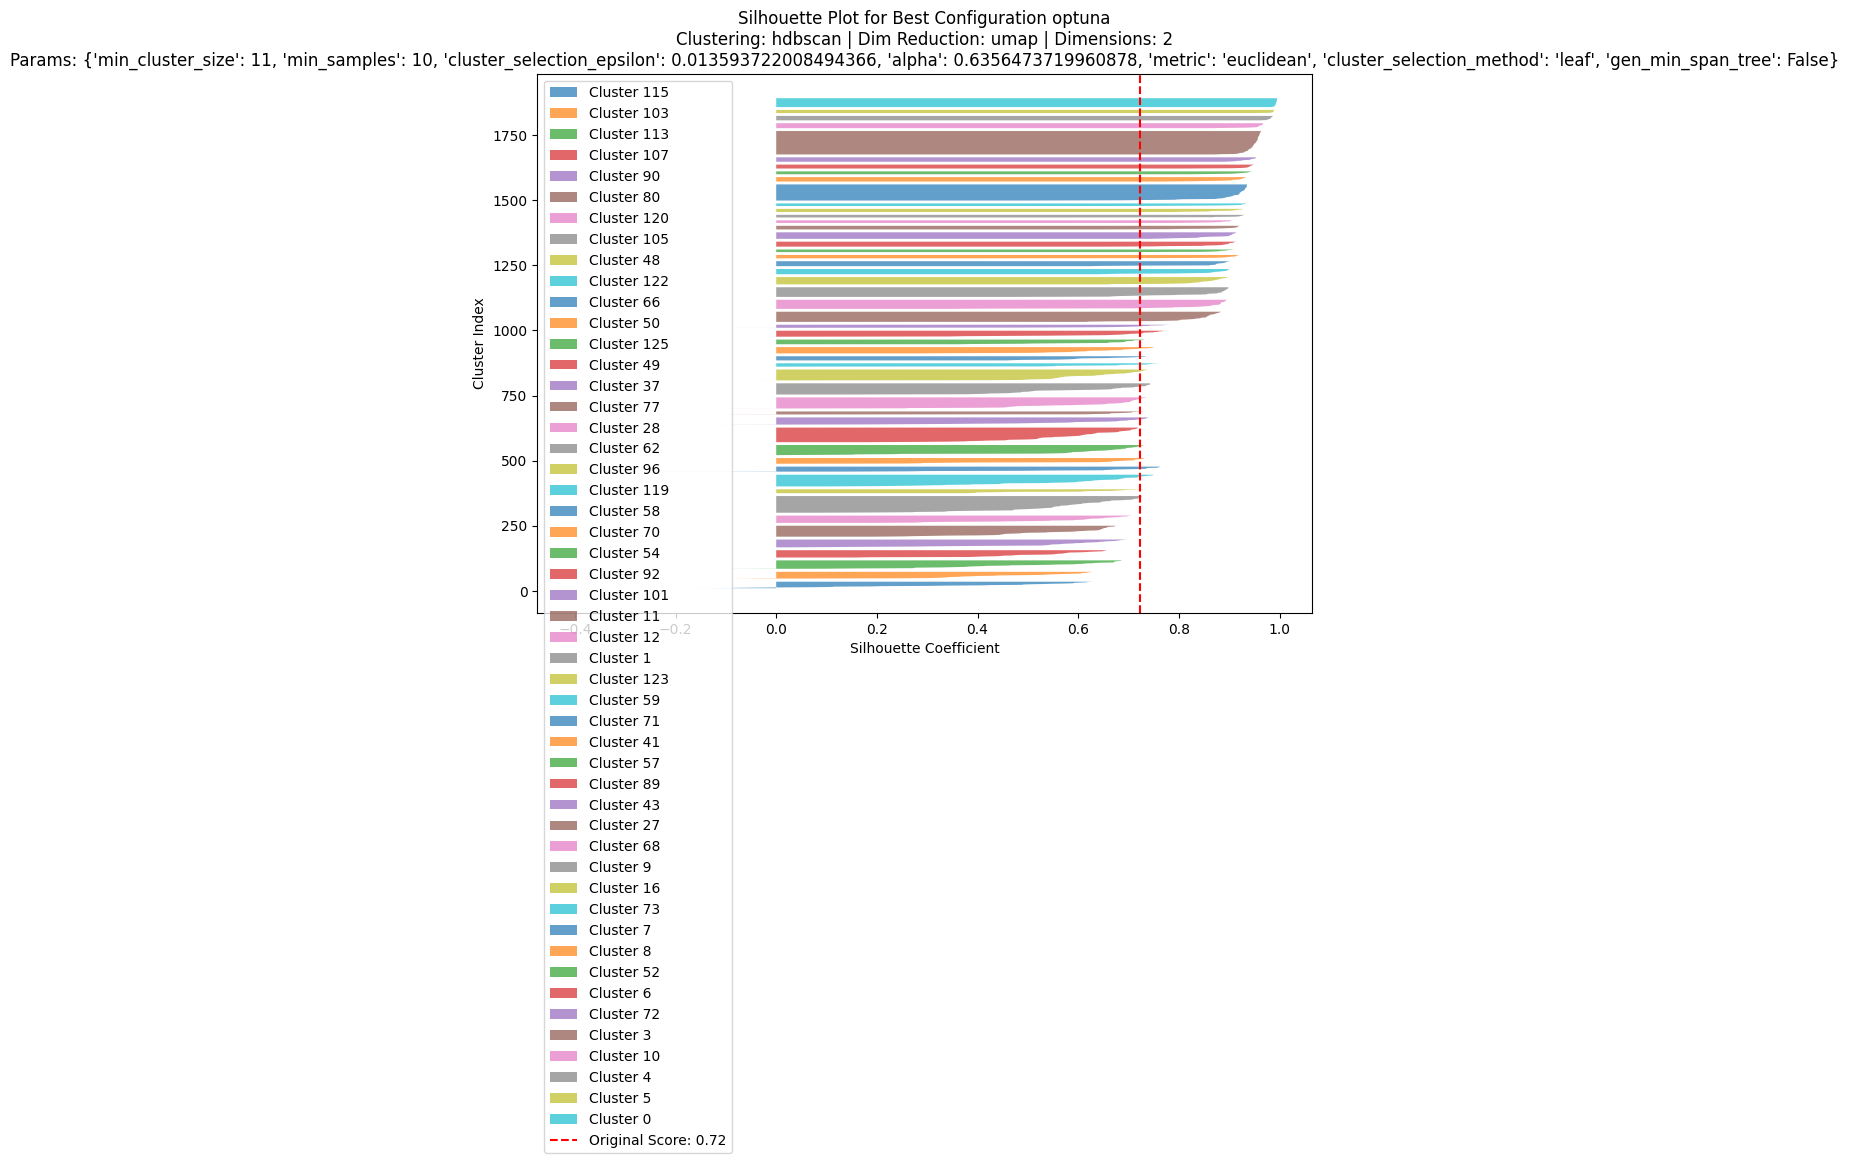 Silhouette Plot for Best Configuration optuna
Clustering: hdbscan | Dim Reduction: umap | Dimensions: 2
Params: {'min_cluster_size': 11, 'min_samples': 10, 'cluster_selection_epsilon': 0.013593722008494366, 'alpha': 0.6356473719960878, 'metric': 'euclidean', 'cluster_selection_method': 'leaf', 'gen_min_span_tree': False}
Cluster Index
1750
1500
1250
1000
750
500
250
0
Cluster 115
Cluster 103
Cluster 113
Cluster 107
Cluster 90
Cluster 80
Cluster 120
Cluster 105
Cluster 48
Cluster 122
Cluster 66
Cluster 50
Cluster 125
Cluster 49
Cluster 37
Cluster 77
Cluster 28
Cluster 62
Cluster 96
Cluster 119
Cluster 58
Cluster 70
Cluster 54
Cluster 92
Cluster 101
Cluster 11
Cluster 12
Cluster 1
Cluster 123
Cluster 59
Cluster 71
Cluster 41
Cluster 57
Cluster 89
Cluster 43
Cluster 27
Cluster 68
Cluster 9
Cluster 16
Cluster 73
Cluster 7
Cluster 8
Cluster 52
Cluster 6
Cluster 72
Cluster 3
Cluster 10
Cluster 4
Cluster 5
Cluster 0
Original Score: 0.72
−0.4 −0.2 0.0 0.2 0.4 0.6 0.8 1.0
Silhouette Coefficient